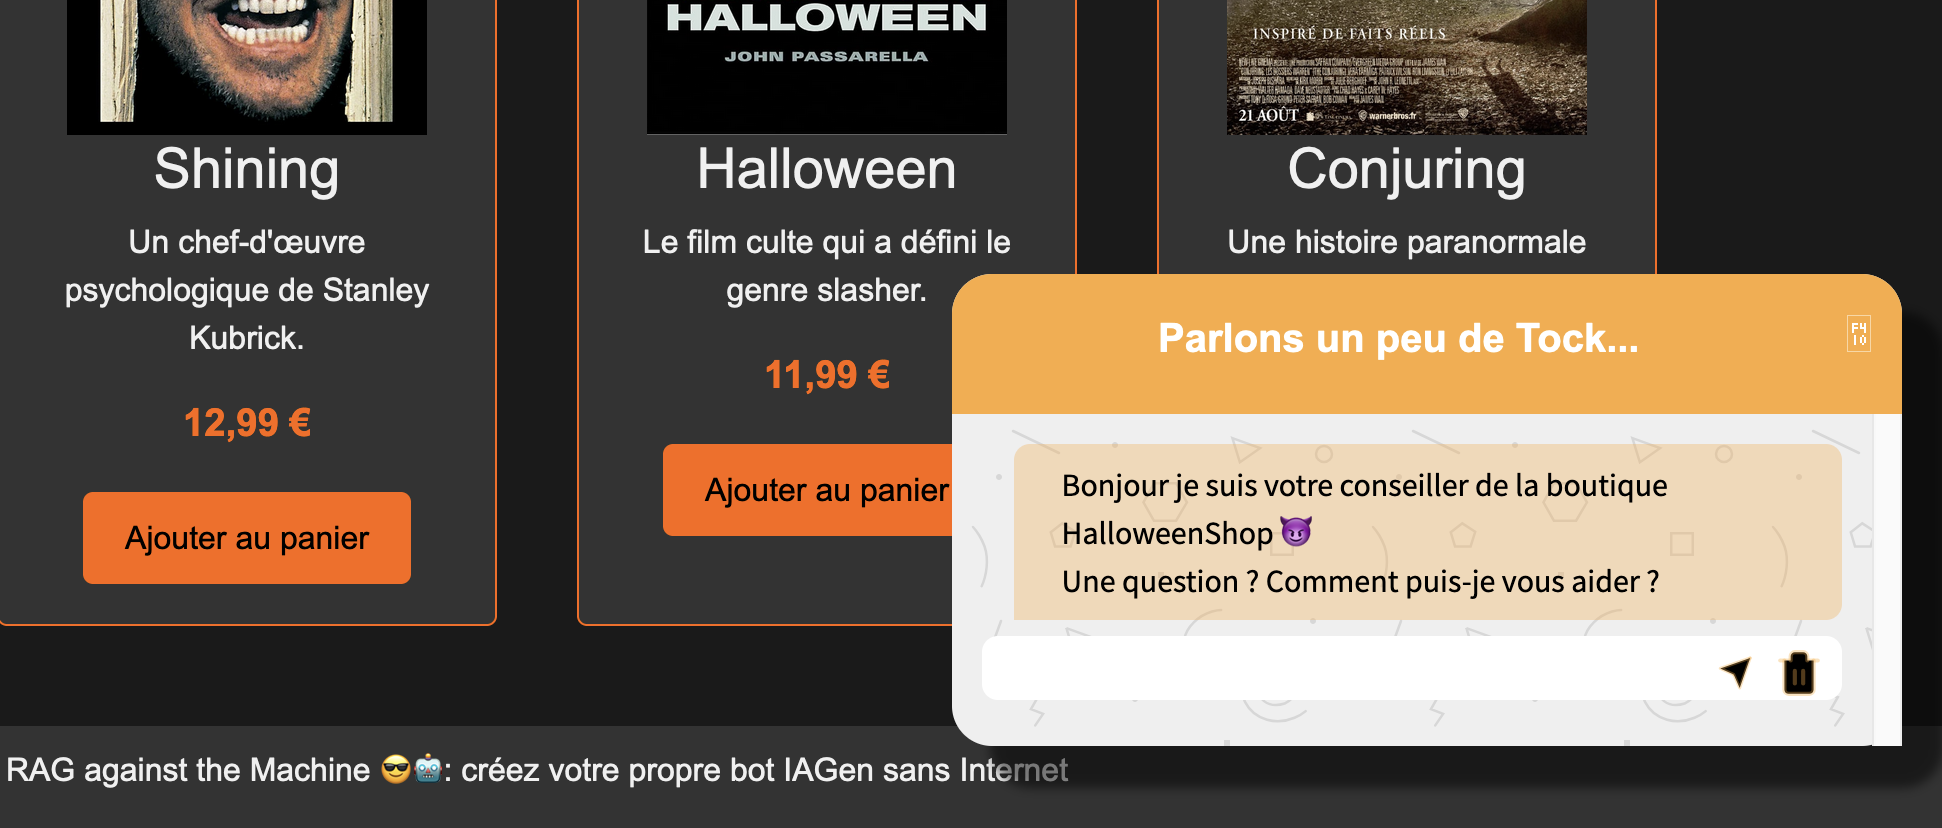 HALLOWEEN
JOHN PASSARELLA
INSPIRÉ DE FAITS RÉELS
21 AOÛT
warnerbros.fr
Shining
Un chef-d'œuvre
psychologique de Stanley
Kubrick.
12,99 €
Ajouter au panier
Halloween
Le film culte qui a défini le
genre slasher.
11,99 €
Ajouter au panier
Conjuring
Une histoire paranormale
Parlons un peu de Tock...
Bonjour je suis votre conseiller de la boutique
HalloweenShop 😈
Une question ? Comment puis-je vous aider ?
RAG against the Machine 😎🤖: créez votre propre bot IAGen sans Internet